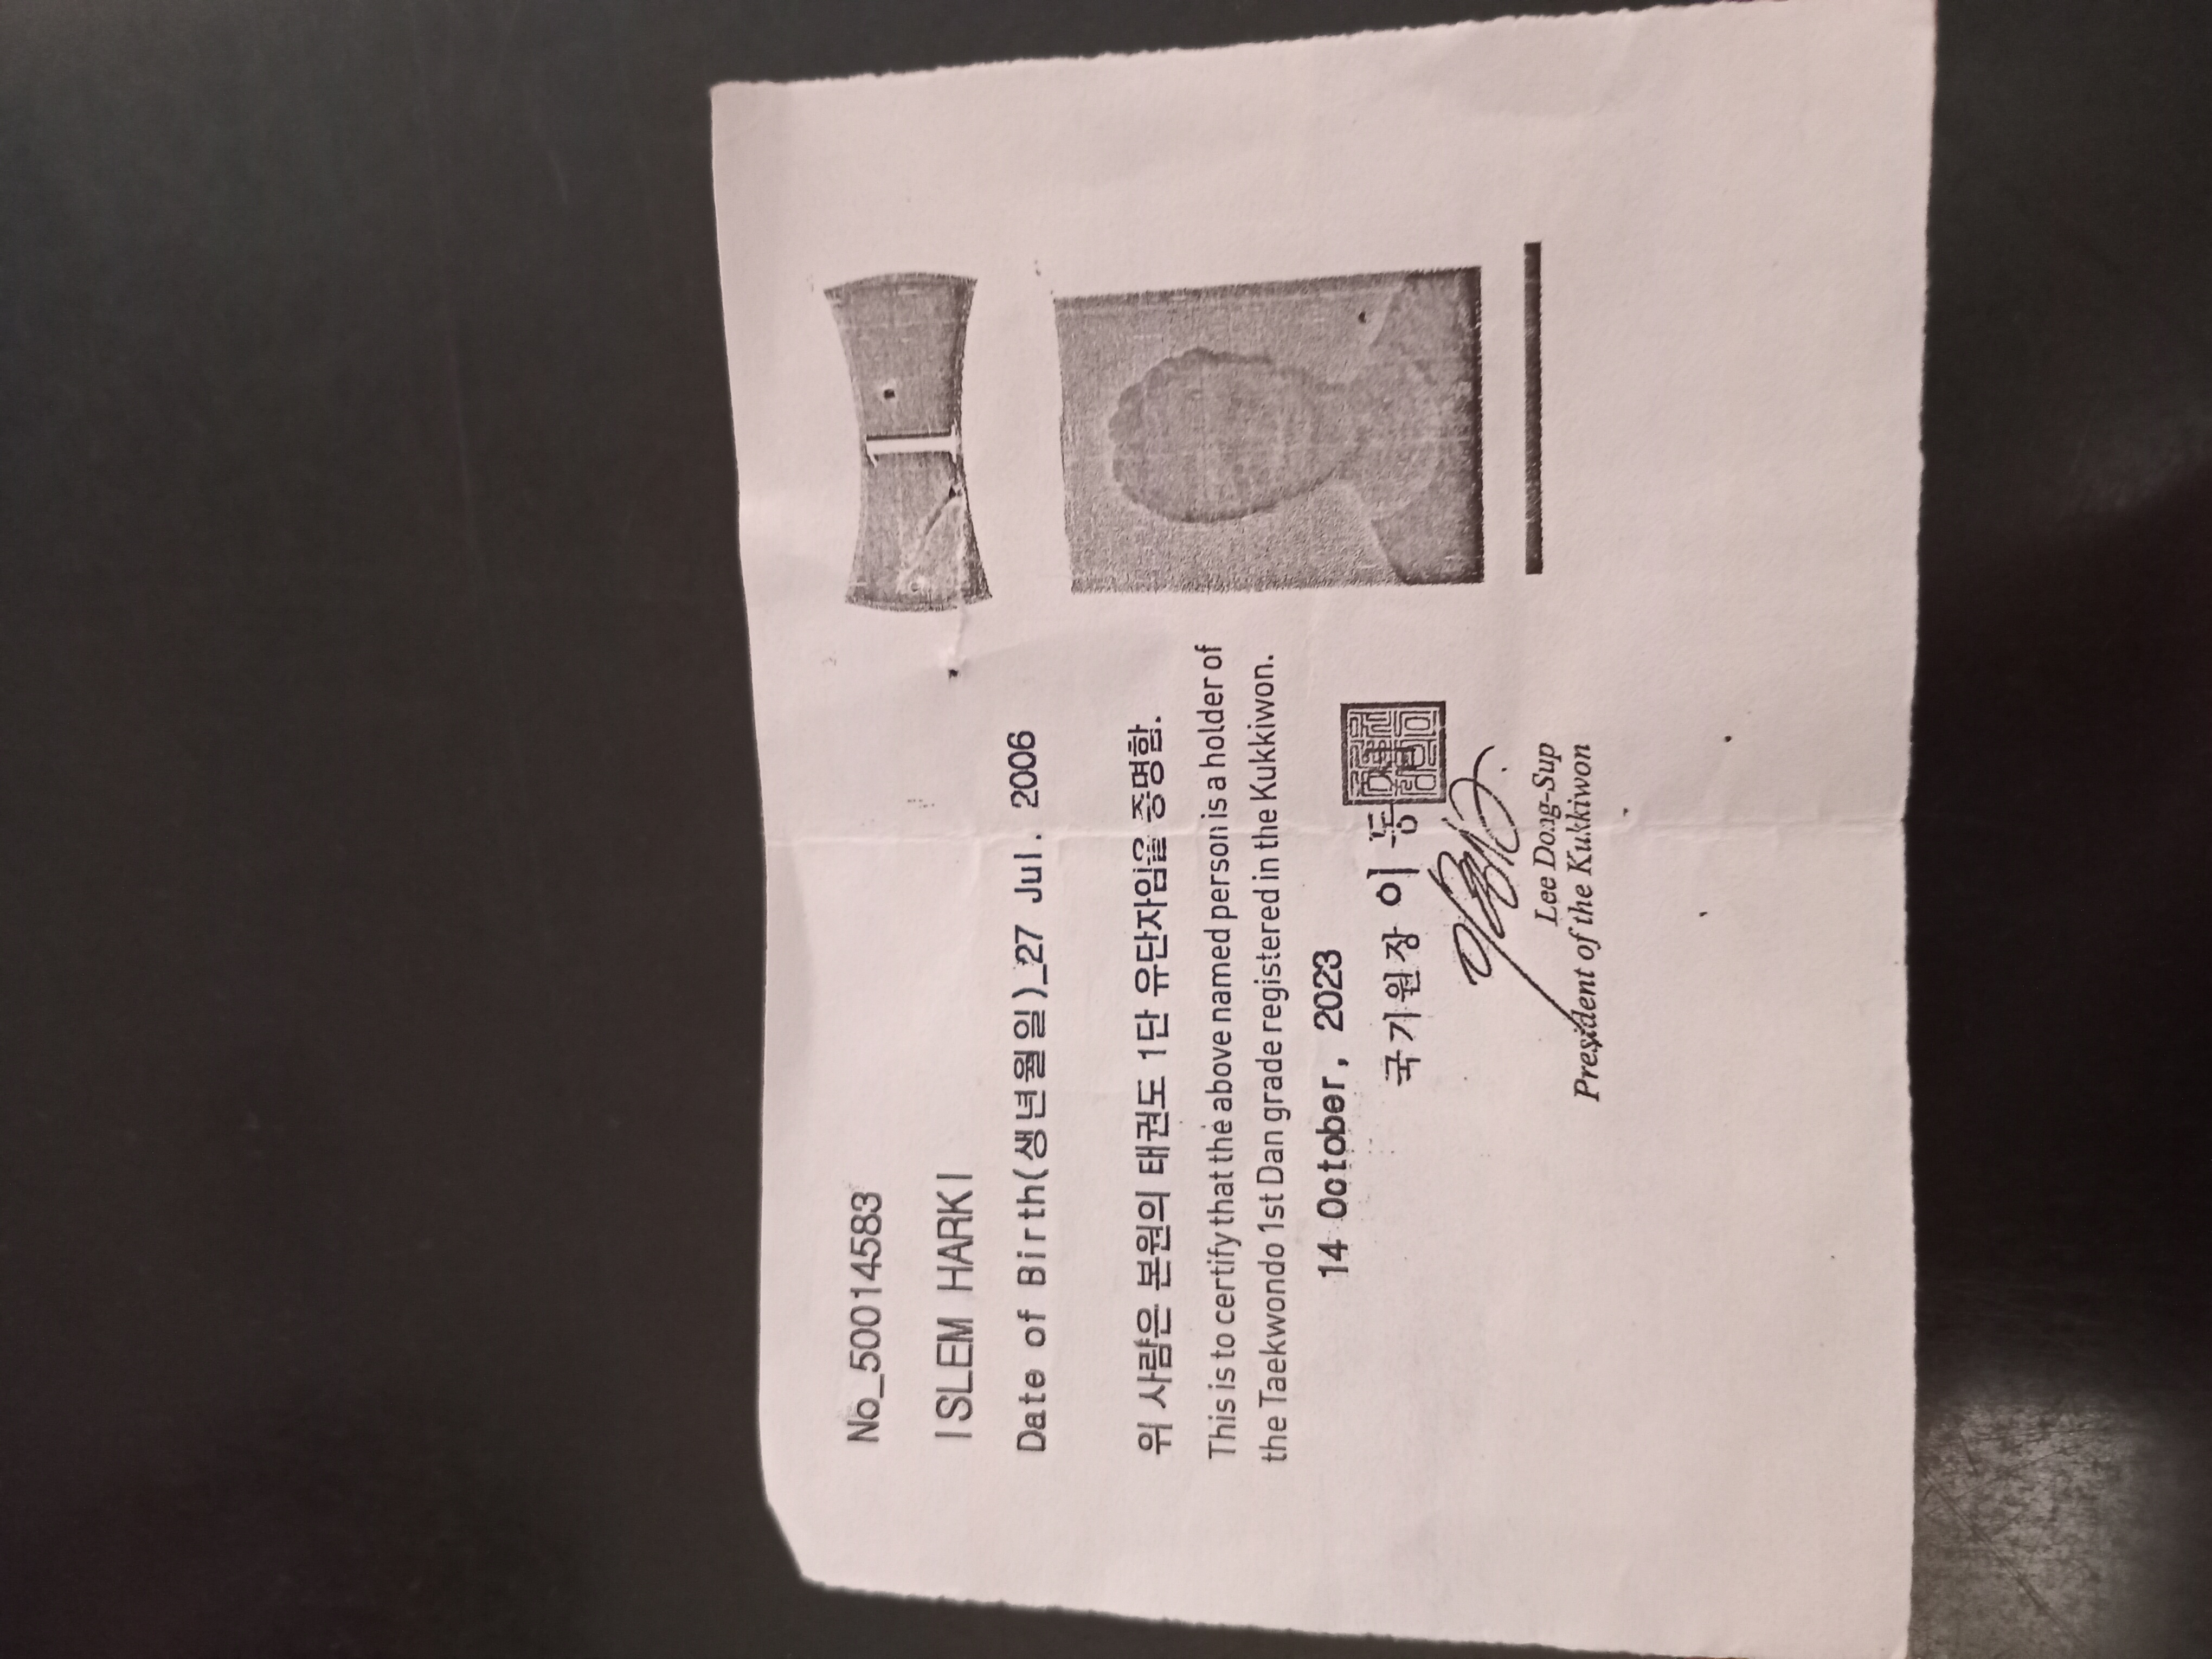 No_50014583
1
ISLEM HARKI
Date of Birth(생년월일)_27 Jul. 2006
위 사람은 본원의 태권도 1단 유단자임을 증명함.
This is to certify that the above named person is a holder of
the Taekwondo 1st Dan grade registered in the Kukkiwon.
14 October, 2023
국기원장 이 동
Lee Dong-Sup
President of the Kukkiwon